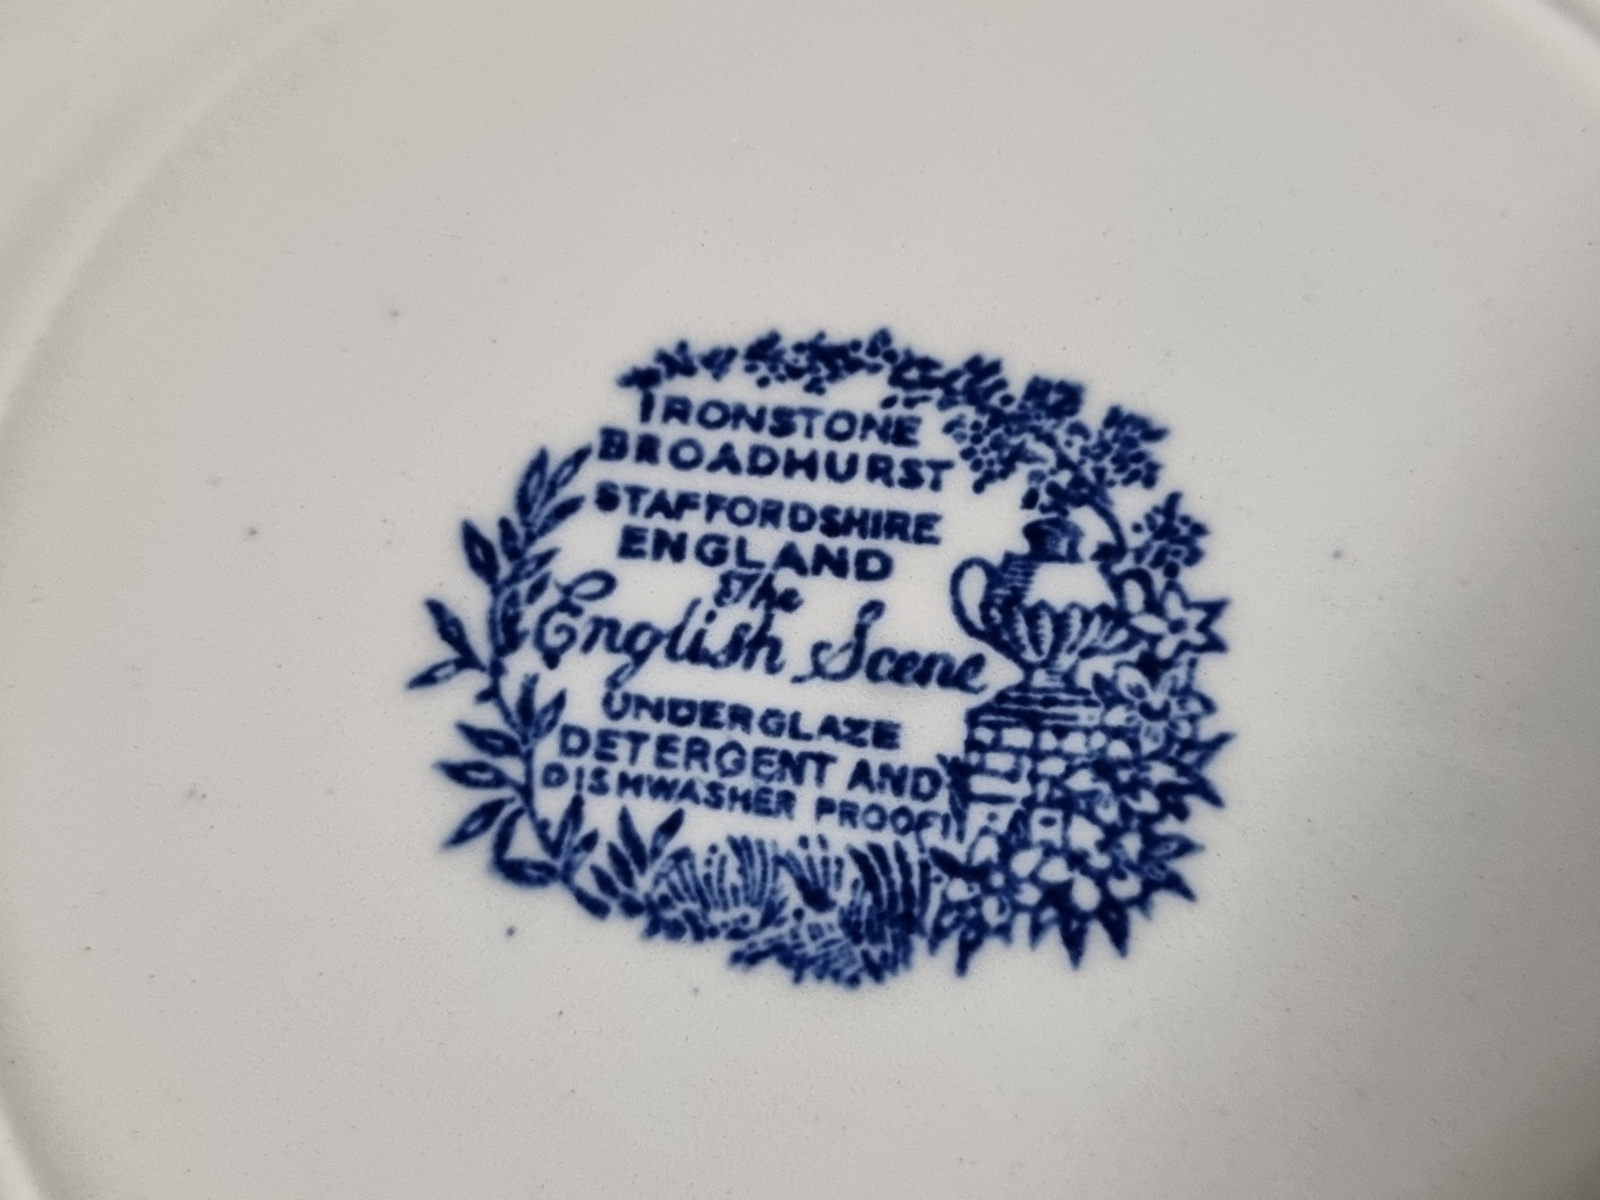 IRONSTONE
BROADHURST
STAFFORDSHIRE
ENGLAND
The
English Scene
UNDERGLAZE
DETERGENT AND
DISHWASHER PROOF